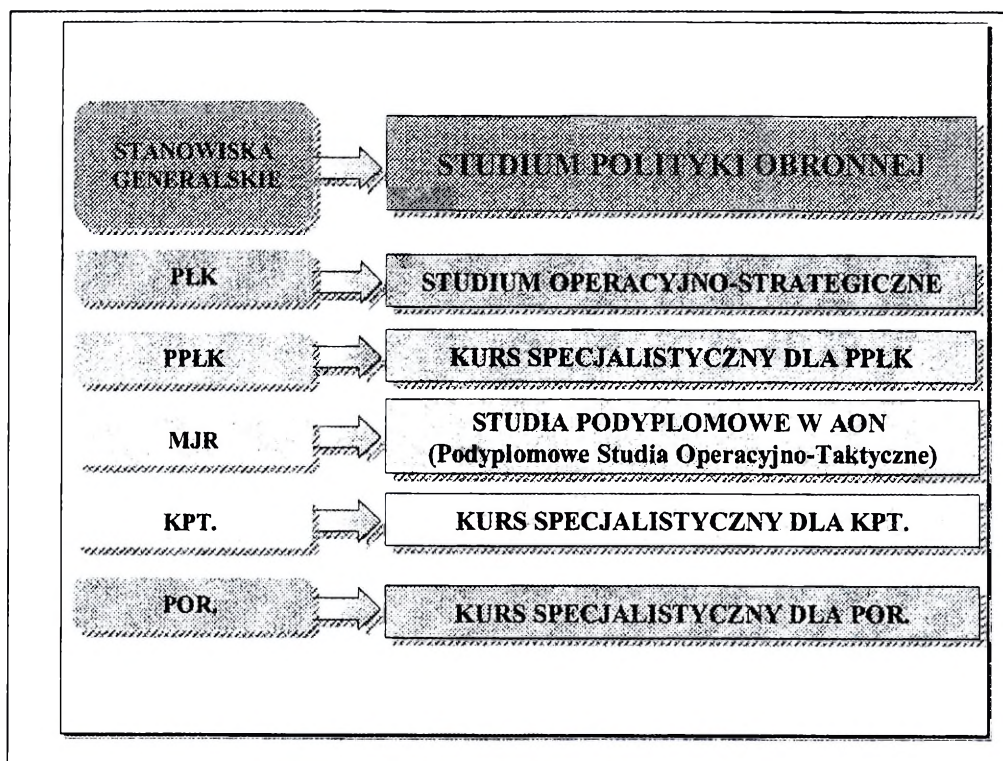 STANOWISKA
GENERALSKIE
STUDIUM POLITYKI OBRONNEJ
PŁK
STUDIUM OPERACYJNO-STRATEGICZNE
PPŁK
KURS SPECJALISTYCZNY DLA PPŁK
MJR
STUDIA PODYPLOMOWE W AON
(Podyplomowe Studia Operacyjno-Taktyczne)
KPT.
KURS SPECJALISTYCZNY DLA KPT.
POR.
KURS SPECJALISTYCZNY DLA POR.